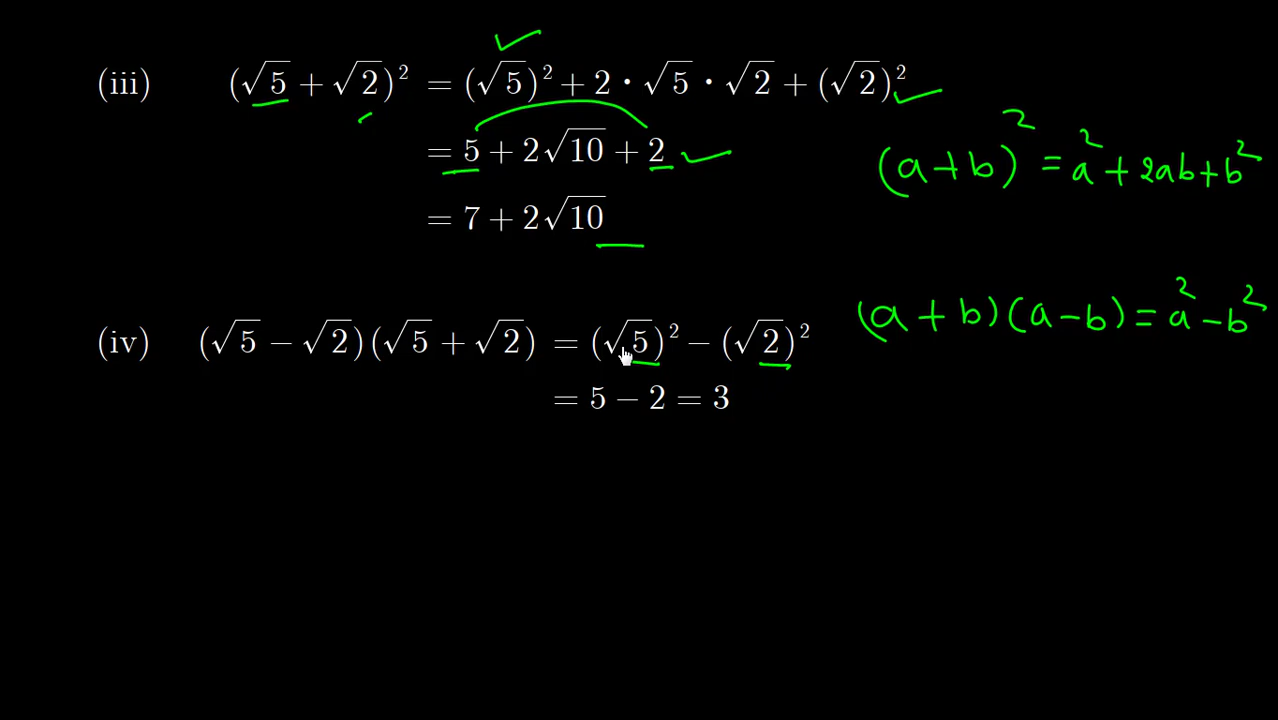 (iii) (√5 + √2)² = (√5)² + 2 · √5 · √2 + (√2)²
= 5 + 2√10 + 2
(a+b)² = a² + 2ab + b²
= 7 + 2√10
(iv) (√5 − √2)(√5 + √2) = (√5)² − (√2)²
(a + b)(a − b) = a² − b²
= 5 − 2 = 3